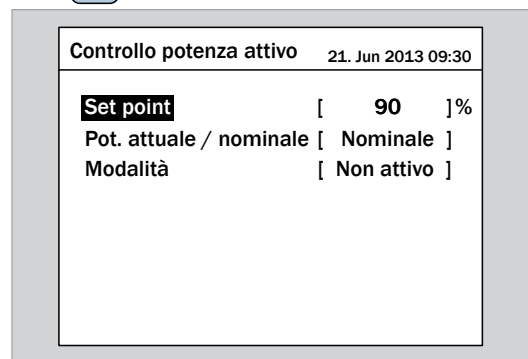 Controllo potenza attivo 21. Jun 2013 09:30
Set point [ 90 ]%
Pot. attuale / nominale [ Nominale ]
Modalità [ Non attivo ]